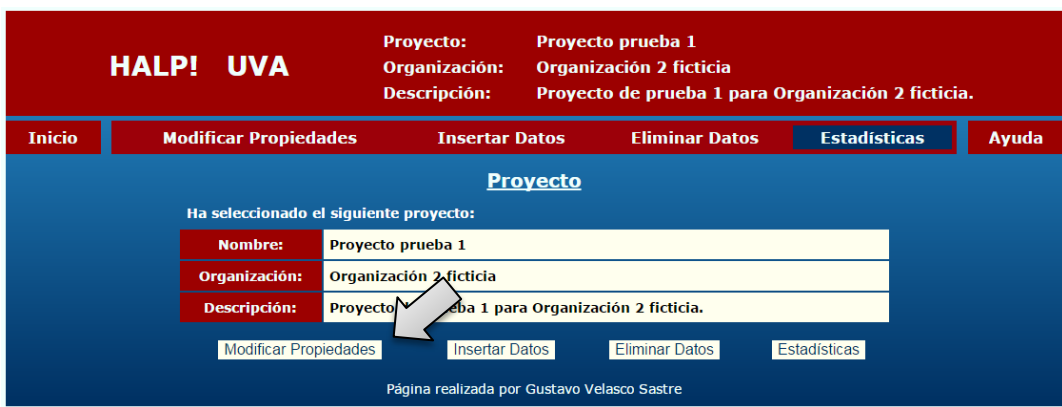 HALP! UVA
Proyecto: Proyecto prueba 1
Organización: Organización 2 ficticia
Descripción: Proyecto de prueba 1 para Organización 2 ficticia.
Inicio Modificar Propiedades Insertar Datos Eliminar Datos Estadísticas Ayuda
Proyecto
Ha seleccionado el siguiente proyecto:
Nombre: Proyecto prueba 1
Organización: Organización 2 ficticia
Descripción: Proyecto 1 para Organización 2 ficticia.
Modificar Propiedades Insertar Datos Eliminar Datos Estadísticas
Página realizada por Gustavo Velasco Sastre